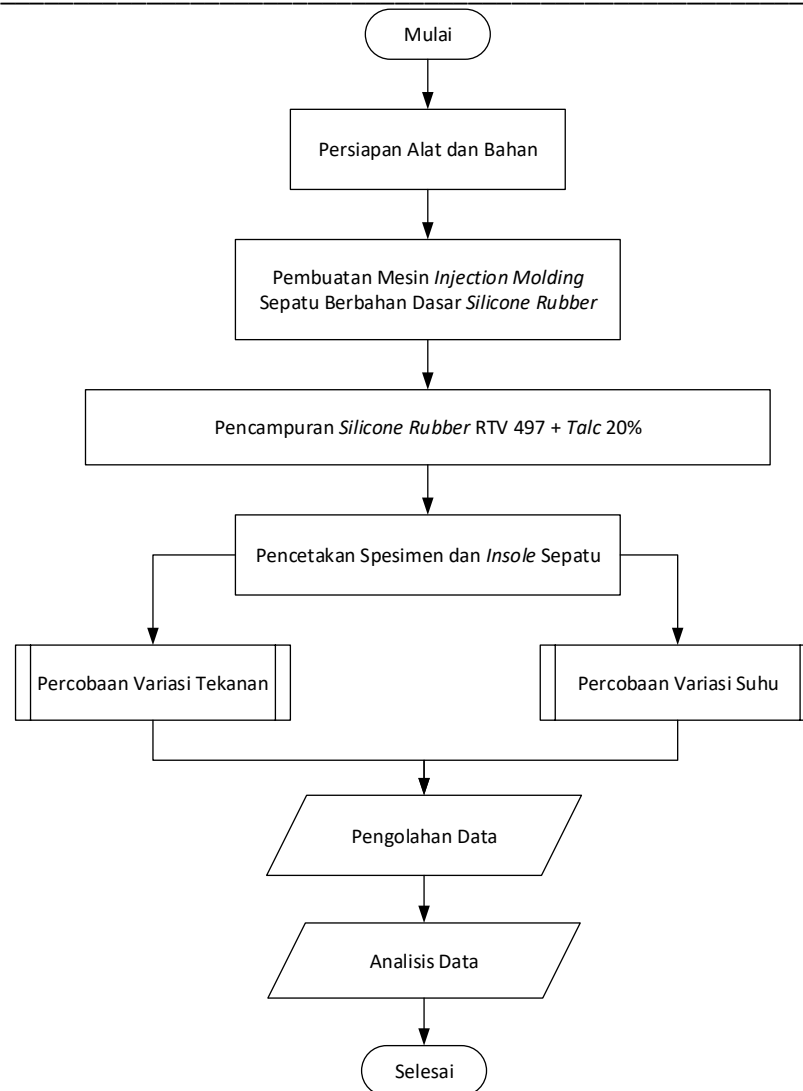 Mulai
Persiapan Alat dan Bahan
Pembuatan Mesin Injection Molding
Sepatu Berbahan Dasar Silicone Rubber
Pencampuran Silicone Rubber RTV 497 + Talc 20%
Pencetakan Spesimen dan Insole Sepatu
Percobaan Variasi Tekanan
Percobaan Variasi Suhu
Pengolahan Data
Analisis Data
Selesai